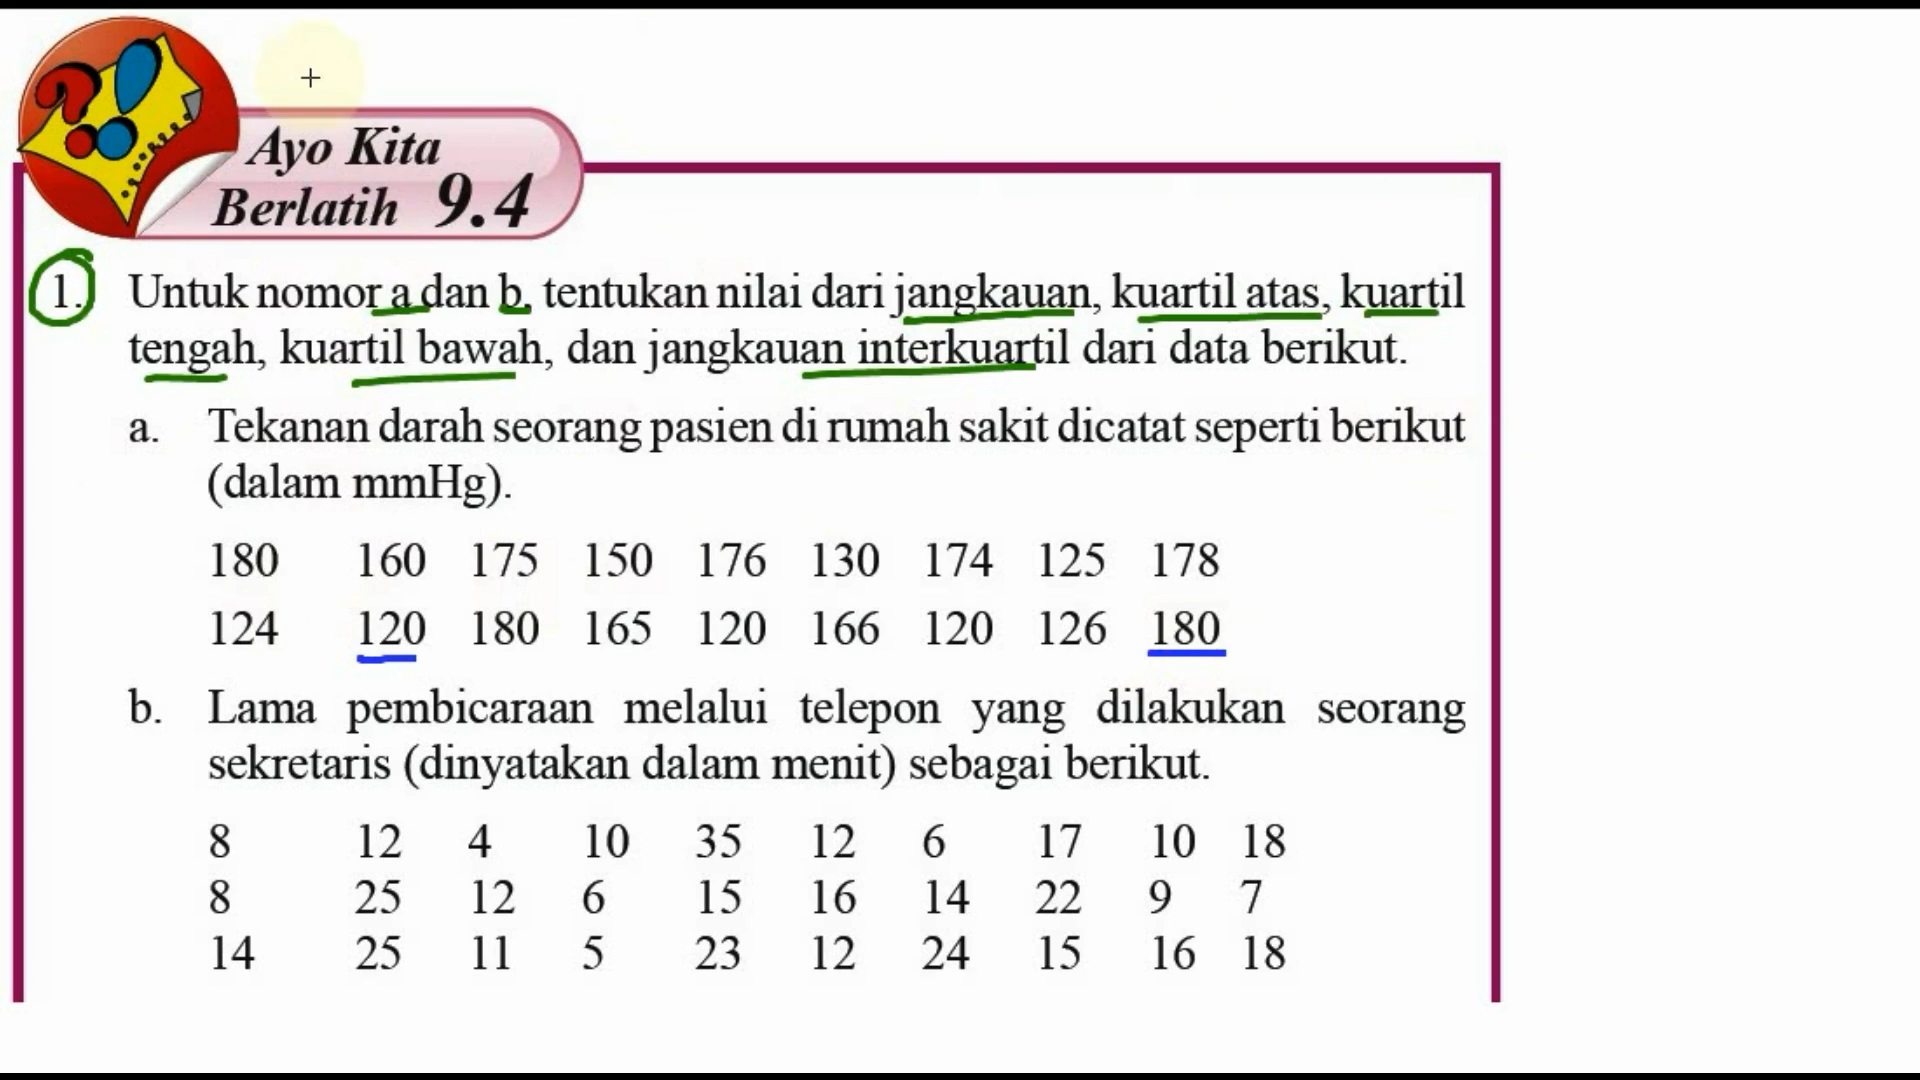 Ayo Kita
Berlatih 9.4
1. Untuk nomor a dan b, tentukan nilai dari jangkauan, kuartil atas, kuartil
tengah, kuartil bawah, dan jangkauan interkuartil dari data berikut.
a. Tekanan darah seorang pasien di rumah sakit dicatat seperti berikut
(dalam mmHg).
180 160 175 150 176 130 174 125 178
124 120 180 165 120 166 120 126 180
b. Lama pembicaraan melalui telepon yang dilakukan seorang
sekretaris (dinyatakan dalam menit) sebagai berikut.
8 12 4 10 35 12 6 17 10 18
8 25 12 6 15 16 14 22 9 7
14 25 11 5 23 12 24 15 16 18